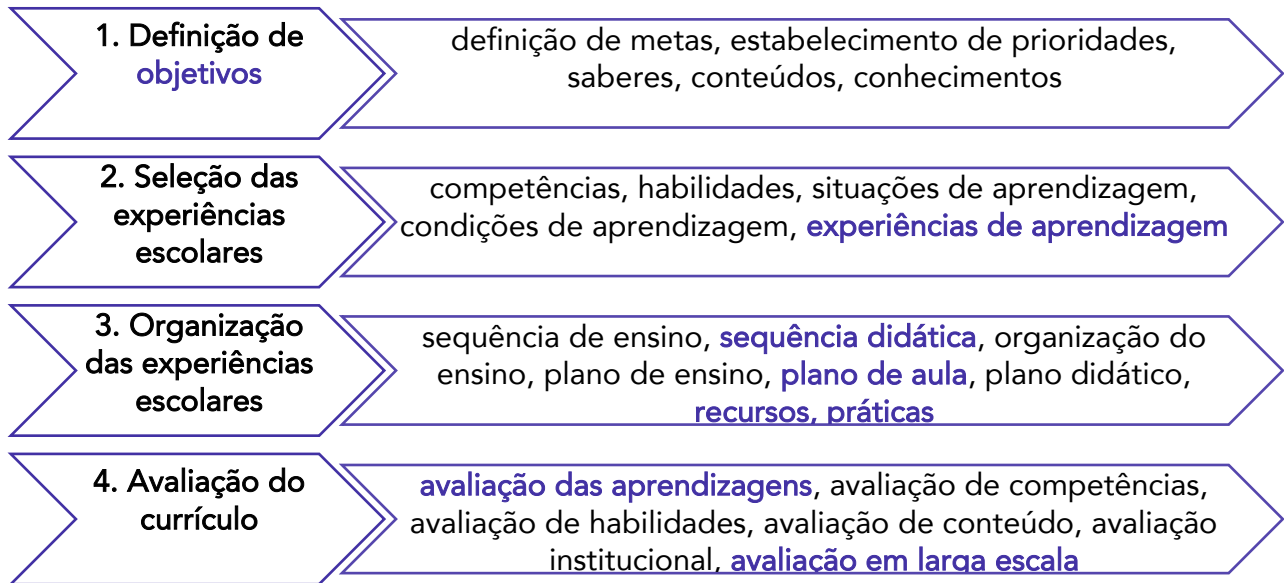 1. Definição de
objetivos
definição de metas, estabelecimento de prioridades,
saberes, conteúdos, conhecimentos
2. Seleção das
experiências
escolares
competências, habilidades, situações de aprendizagem,
condições de aprendizagem, experiências de aprendizagem
3. Organização
das experiências
escolares
sequência de ensino, sequência didática, organização do
ensino, plano de ensino, plano de aula, plano didático,
recursos, práticas
4. Avaliação do
currículo
avaliação das aprendizagens, avaliação de competências,
avaliação de habilidades, avaliação de conteúdo, avaliação
institucional, avaliação em larga escala